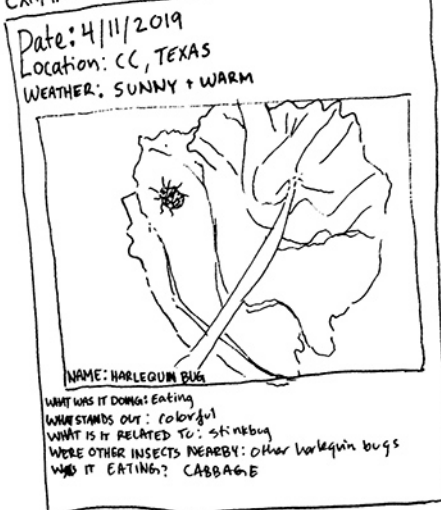 Date: 4/11/2019
Location: CC, TEXAS
WEATHER: SUNNY + WARM
NAME: HARLEQUIN BUG
WHAT WAS IT DOING: Eating
WHAT STANDS OUT: Colorful
WHAT IS IT RELATED TO: Stinkbug
WERE OTHER INSECTS NEARBY: Other harlequin bugs
WAS IT EATING? CABBAGE